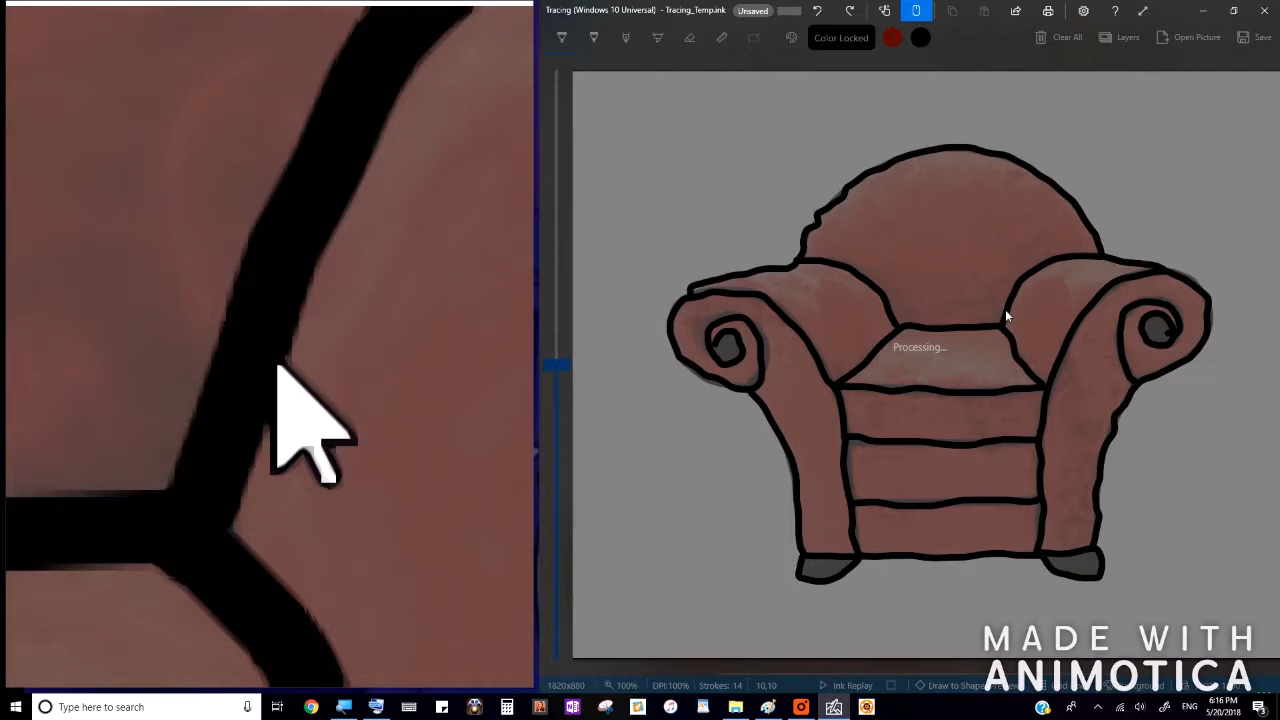 Tracing (Windows 10 Universal) - Tracing_Temp.ink Unsaved
Color Locked Clear All Layers Open Picture Save
Processing...
MADE WITH
ANIMOTICA
1820x880 100% DPI:100% Strokes: 14 10,10 Ink Replay Draw to Shape
Type here to search ENG 6:16 PM
5/20/2018